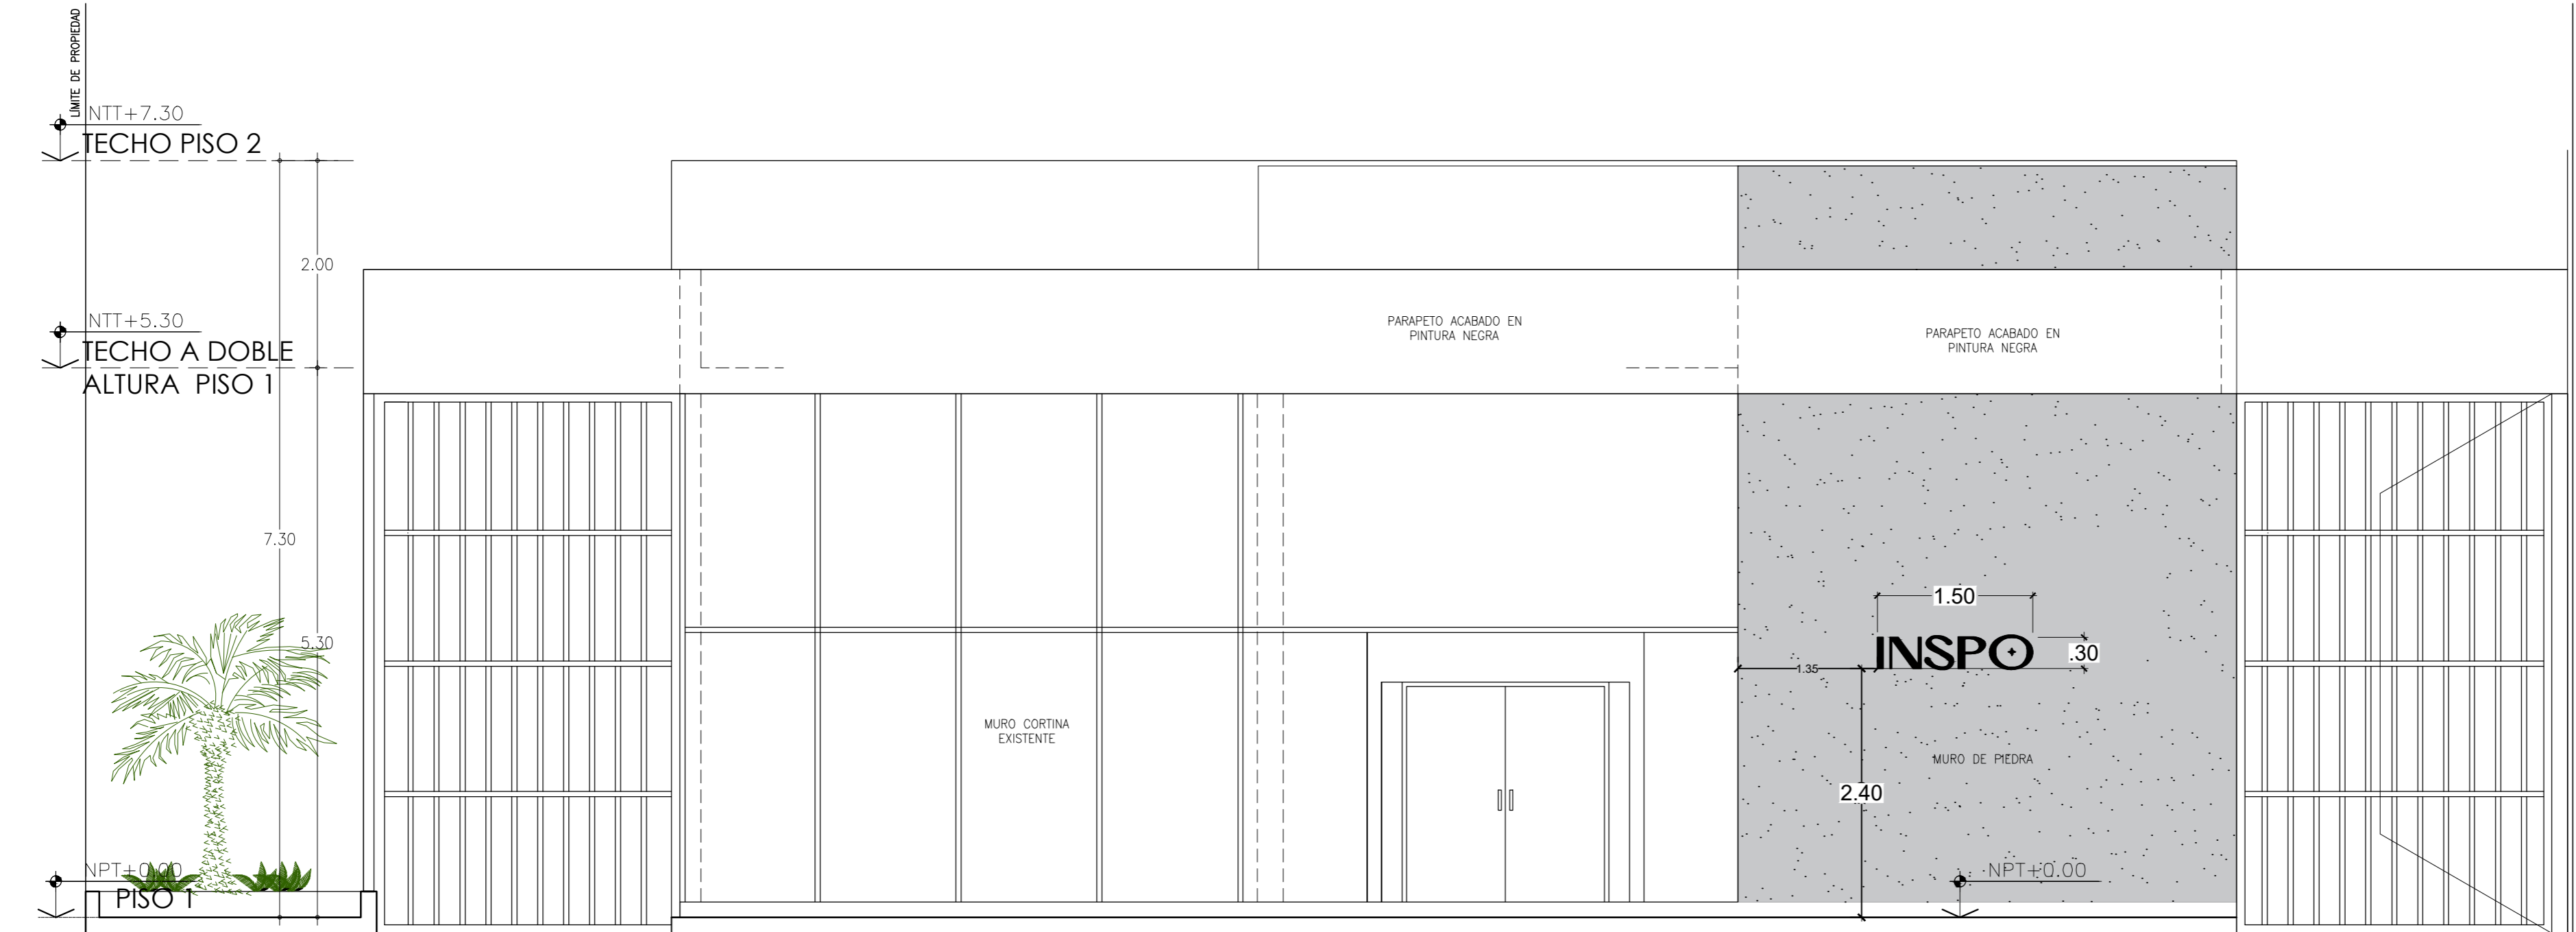 LÍMITE DE PROPIEDAD
NTT+7.30
TECHO PISO 2
2.00
NTT+5.30
TECHO A DOBLE
ALTURA PISO 1
PARAPETO ACABADO EN
PINTURA NEGRA
PARAPETO ACABADO EN
PINTURA NEGRA
7.30
5.30
1.50
INSPO
.30
1.35
MURO CORTINA
EXISTENTE
MURO DE PIEDRA
2.40
NPT+0.00
PISO 1
NPT+0.00